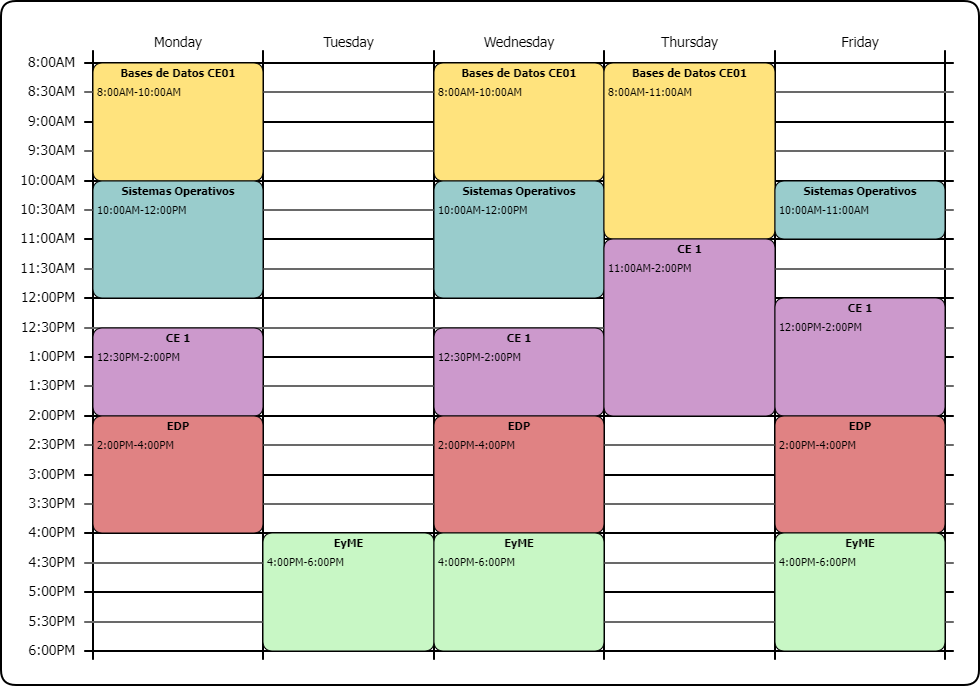 Monday Tuesday Wednesday Thursday Friday
8:00AM
Bases de Datos CE01 Bases de Datos CE01 Bases de Datos CE01
8:30AM 8:00AM-10:00AM 8:00AM-10:00AM 8:00AM-11:00AM
9:00AM
9:30AM
10:00AM
Sistemas Operativos Sistemas Operativos Sistemas Operativos
10:30AM 10:00AM-12:00PM 10:00AM-12:00PM 10:00AM-11:00AM
11:00AM
CE 1
11:30AM 11:00AM-2:00PM
12:00PM
CE 1
12:30PM 12:00PM-2:00PM
CE 1 CE 1
1:00PM 12:30PM-2:00PM 12:30PM-2:00PM
1:30PM
2:00PM
EDP EDP EDP
2:30PM 2:00PM-4:00PM 2:00PM-4:00PM 2:00PM-4:00PM
3:00PM
3:30PM
4:00PM
EyME EyME EyME
4:30PM 4:00PM-6:00PM 4:00PM-6:00PM 4:00PM-6:00PM
5:00PM
5:30PM
6:00PM